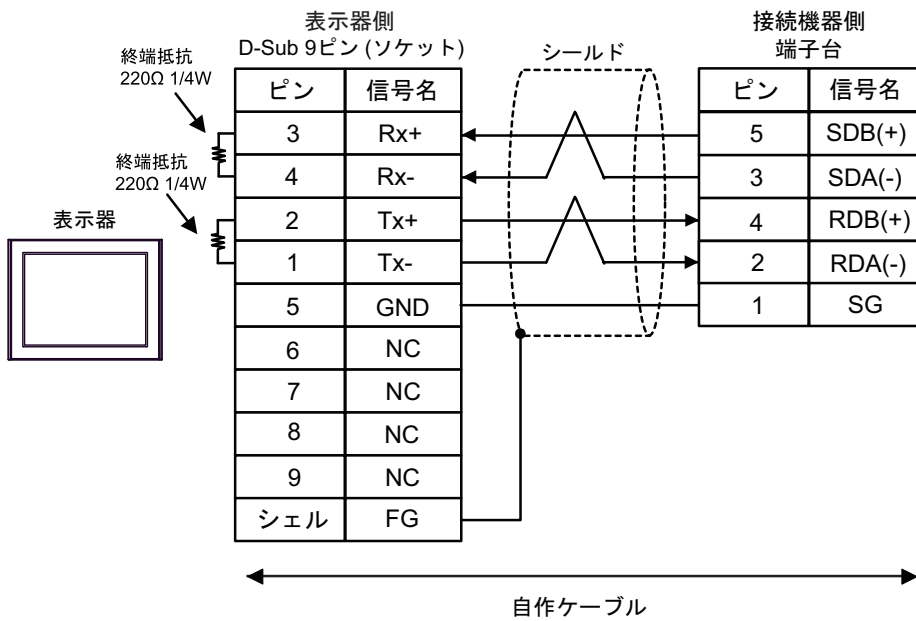 表示器側
D-Sub 9ピン (ソケット)
接続機器側
端子台
シールド
終端抵抗
220Ω 1/4W
終端抵抗
220Ω 1/4W
表示器
ピン 信号名
3 Rx+
4 Rx-
2 Tx+
1 Tx-
5 GND
6 NC
7 NC
8 NC
9 NC
シェル FG
ピン 信号名
5 SDB(+)
3 SDA(-)
4 RDB(+)
2 RDA(-)
1 SG
自作ケーブル